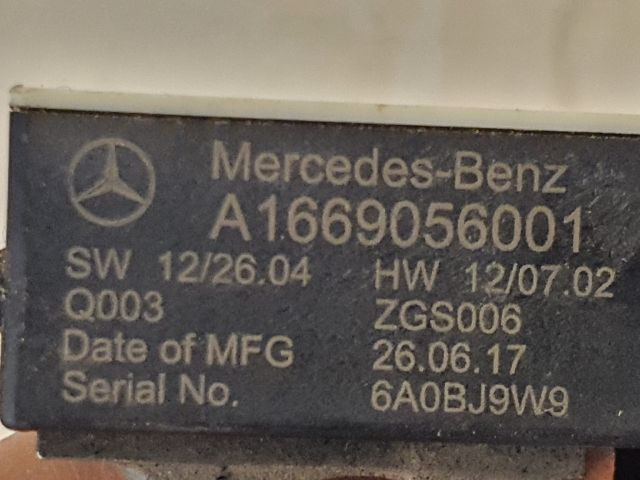 Mercedes-Benz
A1669056001
SW 12/26.04 HW 12/07.02
Q003 ZGS006
Date of MFG 26.06.17
Serial No. 6A0BJ9W9